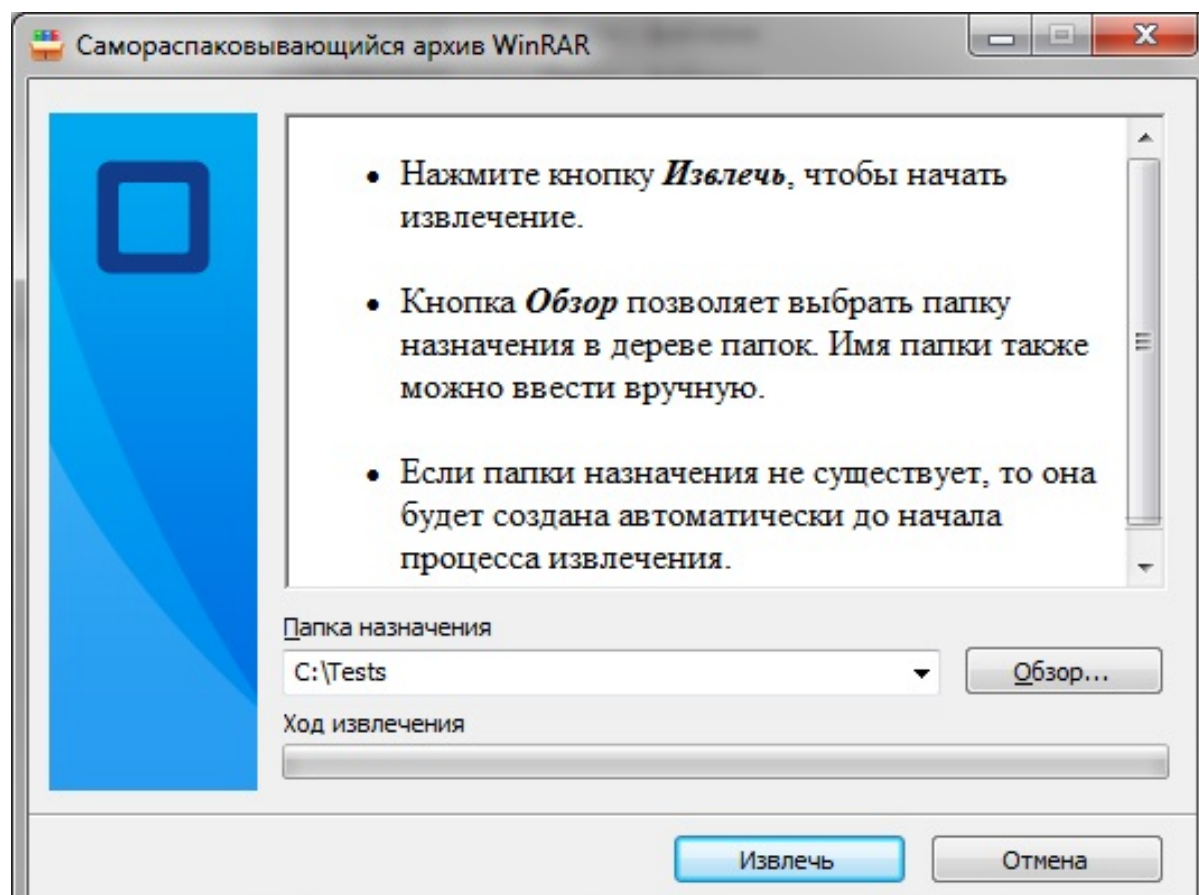 Самораспаковывающийся архив WinRAR
• Нажмите кнопку Извлечь, чтобы начать
извлечение.
• Кнопка Обзор позволяет выбрать папку
назначения в дереве папок. Имя папки также
можно ввести вручную.
• Если папки назначения не существует, то она
будет создана автоматически до начала
процесса извлечения.
Папка назначения
C:\Tests
Обзор...
Ход извлечения
Извлечь
Отмена